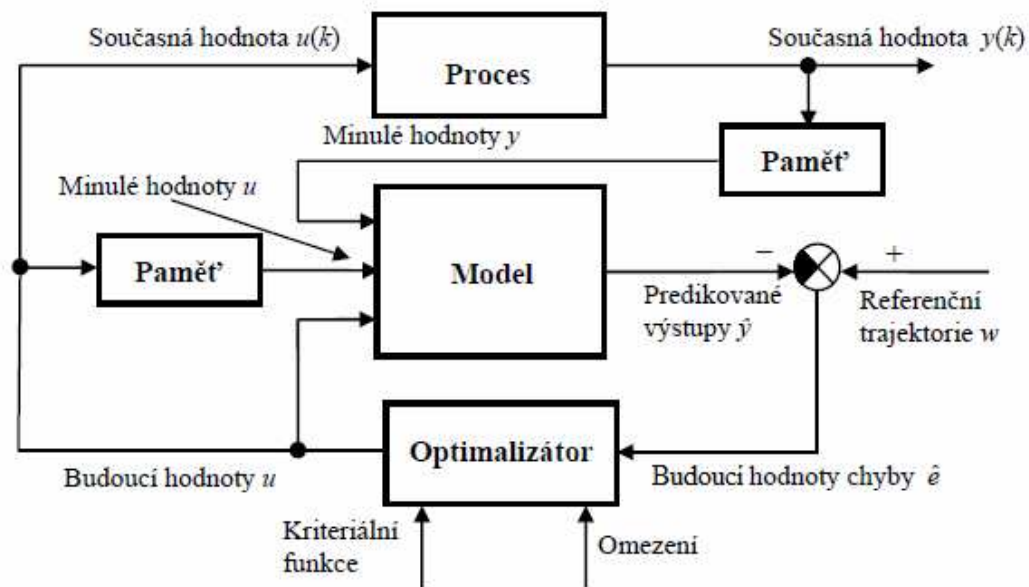 Současná hodnota u(k)
Současná hodnota y(k)
Proces
Minulé hodnoty y
Paměť
Minulé hodnoty u
Paměť
Model
−
+
Predikované
výstupy ŷ
Referenční
trajektorie w
Optimalizátor
Budoucí hodnoty u
Budoucí hodnoty chyby ê
Kriteriální
funkce
Omezení